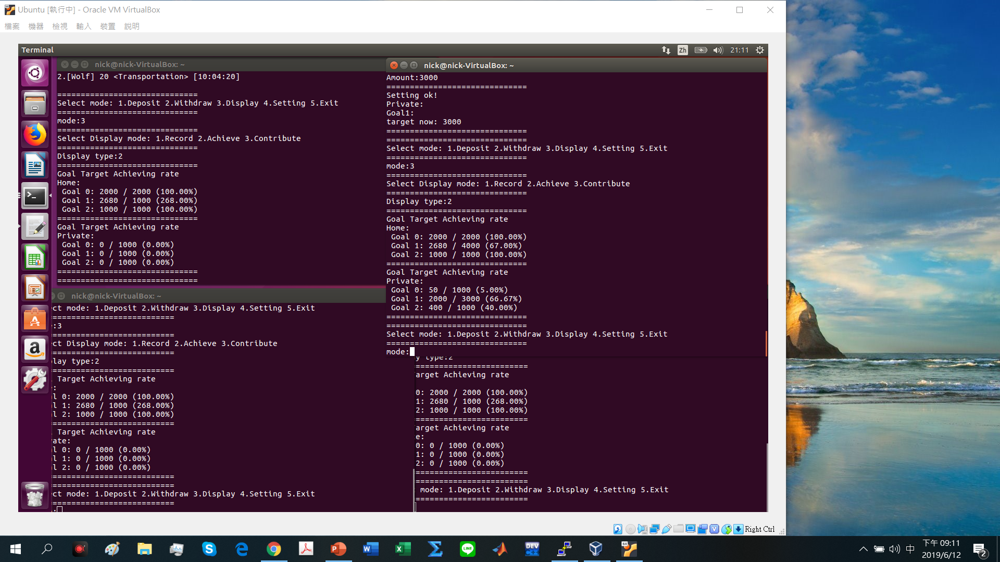 Ubuntu [執行中] - Oracle VM VirtualBox
檔案 機器 檢視 輸入 裝置 說明
Terminal
Zh
21:11
nick@nick-VirtualBox: ~
2.[Wolf] 20 <Transportation> [10:04:20]
==============================
Select mode: 1.Deposit 2.Withdraw 3.Display 4.Setting 5.Exit
==============================
mode:3
==============================
Select Display mode: 1.Record 2.Achieve 3.Contribute
==============================
Display type:2
==============================
Goal Target Achieving rate
Home:
Goal 0: 2000 / 2000 (100.00%)
Goal 1: 2680 / 1000 (268.00%)
Goal 2: 1000 / 1000 (100.00%)
==============================
Goal Target Achieving rate
Private:
Goal 0: 0 / 1000 (0.00%)
Goal 1: 0 / 1000 (0.00%)
Goal 2: 0 / 1000 (0.00%)
==============================
==============================
nick@nick-VirtualBox: ~
Amount:3000
==============================
Setting ok!
Private:
Goal1:
target now: 3000
==============================
==============================
Select mode: 1.Deposit 2.Withdraw 3.Display 4.Setting 5.Exit
==============================
mode:3
==============================
Select Display mode: 1.Record 2.Achieve 3.Contribute
==============================
Display type:2
==============================
Goal Target Achieving rate
Home:
Goal 0: 2000 / 2000 (100.00%)
Goal 1: 2680 / 4000 (67.00%)
Goal 2: 1000 / 1000 (100.00%)
==============================
Goal Target Achieving rate
Private:
Goal 0: 50 / 1000 (5.00%)
Goal 1: 2000 / 3000 (66.67%)
Goal 2: 400 / 1000 (40.00%)
==============================
==============================
Select mode: 1.Deposit 2.Withdraw 3.Display 4.Setting 5.Exit
==============================
mode:
nick@nick-VirtualBox: ~
ct mode: 1.Deposit 2.Withdraw 3.Display 4.Setting 5.Exit
==========================
:3
==========================
ct Display mode: 1.Record 2.Achieve 3.Contribute
==========================
lay type:2
==========================
Target Achieving rate
:
l 0: 2000 / 2000 (100.00%)
l 1: 2680 / 1000 (268.00%)
l 2: 1000 / 1000 (100.00%)
==========================
Target Achieving rate
ate:
l 0: 0 / 1000 (0.00%)
l 1: 0 / 1000 (0.00%)
l 2: 0 / 1000 (0.00%)
==========================
==========================
ct mode: 1.Deposit 2.Withdraw 3.Display 4.Setting 5.Exit
==========================
:
y type:2
========================
arget Achieving rate
0: 2000 / 2000 (100.00%)
1: 2680 / 1000 (268.00%)
2: 1000 / 1000 (100.00%)
========================
arget Achieving rate
e:
0: 0 / 1000 (0.00%)
1: 0 / 1000 (0.00%)
2: 0 / 1000 (0.00%)
========================
========================
mode: 1.Deposit 2.Withdraw 3.Display 4.Setting 5.Exit
========================
Right Ctrl
中
下午 09:11
2019/6/12
2